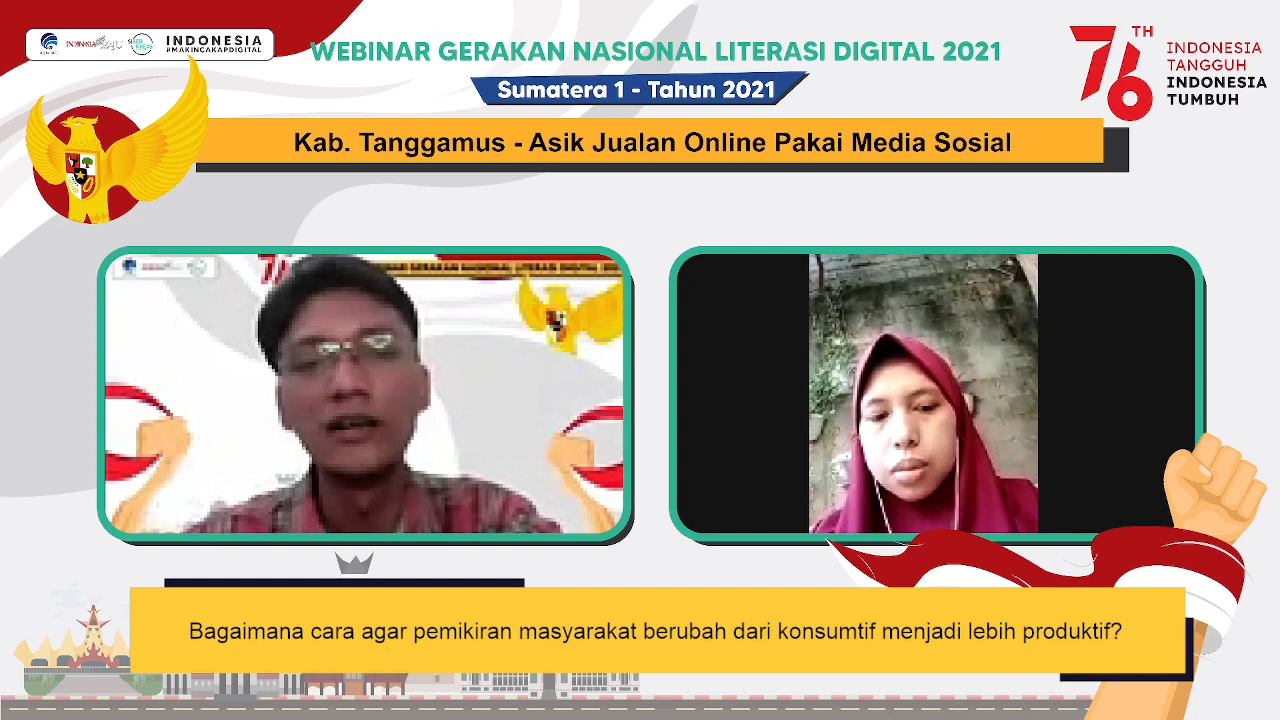 INDONESIA
#MAKINCAKAPDIGITAL
WEBINAR GERAKAN NASIONAL LITERASI DIGITAL 2021
Sumatera 1 - Tahun 2021
76 TH
INDONESIA
TANGGUH
INDONESIA
TUMBUH
Kab. Tanggamus - Asik Jualan Online Pakai Media Sosial
Bagaimana cara agar pemikiran masyarakat berubah dari konsumtif menjadi lebih produktif?